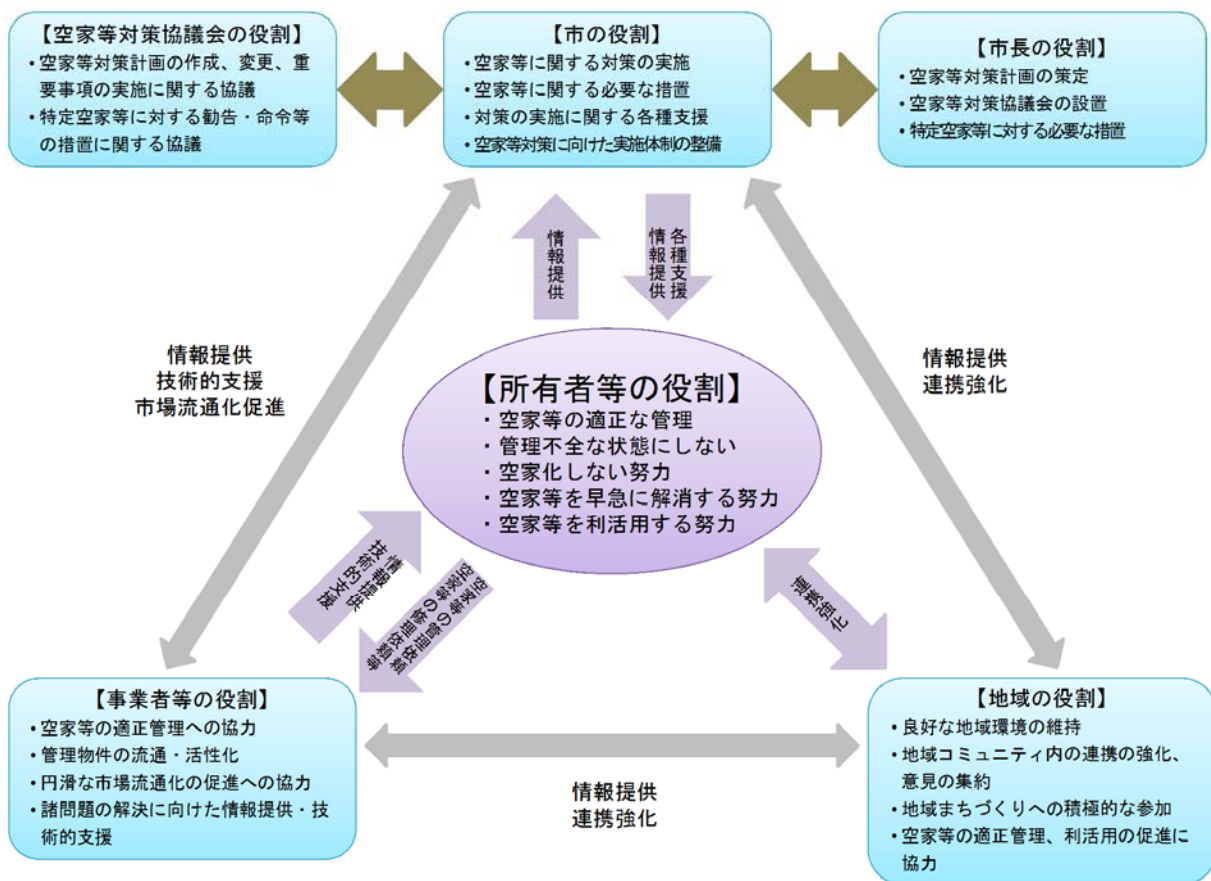 【空家等対策協議会の役割】
・空家等対策計画の作成、変更、重
要事項の実施に関する協議
・特定空家等に対する勧告・命令等
の措置に関する協議
【市の役割】
・空家等に関する対策の実施
・空家等に関する必要な措置
・対策の実施に関する各種支援
・空家等対策に向けた実施体制の整備
【市長の役割】
・空家等対策計画の策定
・空家等対策協議会の設置
・特定空家等に対する必要な措置
情報提供
各種支援
情報提供
情報提供
技術的支援
市場流通化促進
情報提供
連携強化
【所有者等の役割】
・空家等の適正な管理
・管理不全な状態にしない
・空家化しない努力
・空家等を早急に解消する努力
・空家等を利活用する努力
情報提供
技術的支援
空家等の管理依頼
空家等の修理依頼等
連携強化
【事業者等の役割】
・空家等の適正管理への協力
・管理物件の流通・活性化
・円滑な市場流通化の促進への協力
・諸問題の解決に向けた情報提供・技
術的支援
情報提供
連携強化
【地域の役割】
・良好な地域環境の維持
・地域コミュニティ内の連携の強化、
意見の集約
・地域まちづくりへの積極的な参加
・空家等の適正管理、利活用の促進に
協力